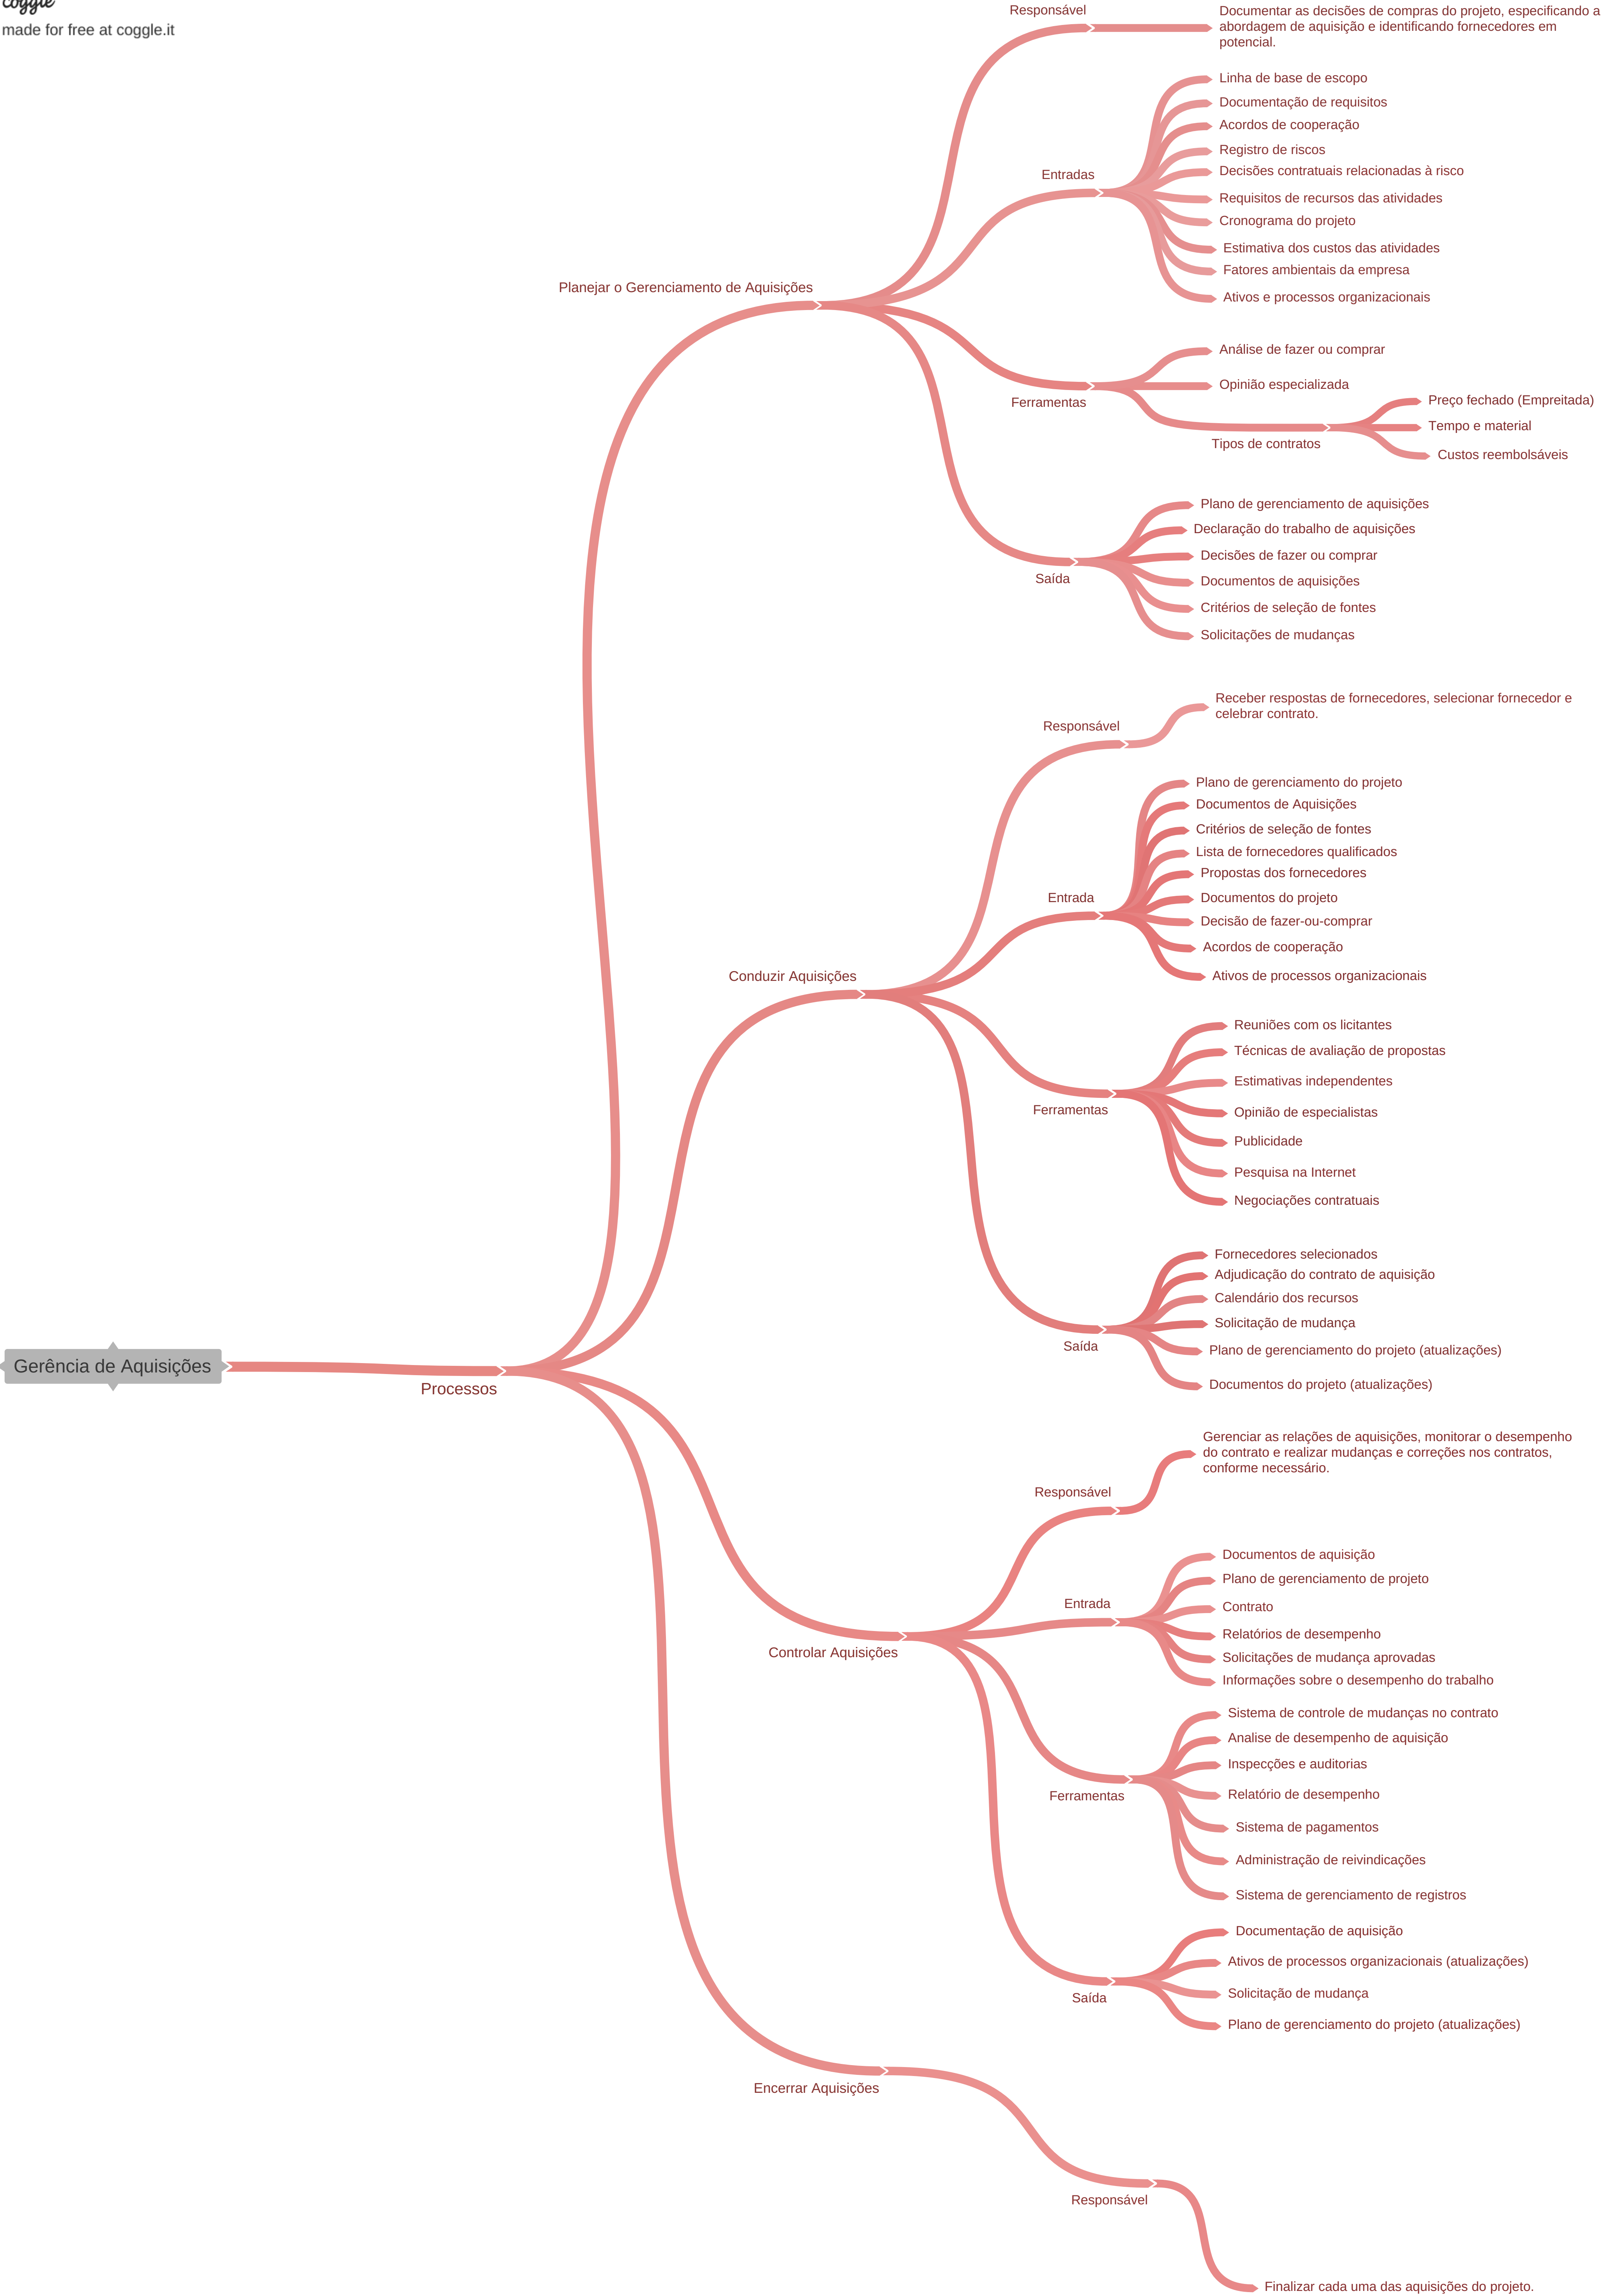 coggle
made for free at coggle.it
Gerência de Aquisições
Processos
Planejar o Gerenciamento de Aquisições
Responsável
Documentar as decisões de compras do projeto, especificando a
abordagem de aquisição e identificando fornecedores em
potencial.
Entradas
Linha de base de escopo
Documentação de requisitos
Acordos de cooperação
Registro de riscos
Decisões contratuais relacionadas à risco
Requisitos de recursos das atividades
Cronograma do projeto
Estimativa dos custos das atividades
Fatores ambientais da empresa
Ativos e processos organizacionais
Ferramentas
Análise de fazer ou comprar
Opinião especializada
Tipos de contratos
Preço fechado (Empreitada)
Tempo e material
Custos reembolsáveis
Saída
Plano de gerenciamento de aquisições
Declaração do trabalho de aquisições
Decisões de fazer ou comprar
Documentos de aquisições
Critérios de seleção de fontes
Solicitações de mudanças
Conduzir Aquisições
Responsável
Receber respostas de fornecedores, selecionar fornecedor e
celebrar contrato.
Entrada
Plano de gerenciamento do projeto
Documentos de Aquisições
Critérios de seleção de fontes
Lista de fornecedores qualificados
Propostas dos fornecedores
Documentos do projeto
Decisão de fazer-ou-comprar
Acordos de cooperação
Ativos de processos organizacionais
Ferramentas
Reuniões com os licitantes
Técnicas de avaliação de propostas
Estimativas independentes
Opinião de especialistas
Publicidade
Pesquisa na Internet
Negociações contratuais
Saída
Fornecedores selecionados
Adjudicação do contrato de aquisição
Calendário dos recursos
Solicitação de mudança
Plano de gerenciamento do projeto (atualizações)
Documentos do projeto (atualizações)
Controlar Aquisições
Responsável
Gerenciar as relações de aquisições, monitorar o desempenho
do contrato e realizar mudanças e correções nos contratos,
conforme necessário.
Entrada
Documentos de aquisição
Plano de gerenciamento de projeto
Contrato
Relatórios de desempenho
Solicitações de mudança aprovadas
Informações sobre o desempenho do trabalho
Ferramentas
Sistema de controle de mudanças no contrato
Analise de desempenho de aquisição
Inspecções e auditorias
Relatório de desempenho
Sistema de pagamentos
Administração de reivindicações
Sistema de gerenciamento de registros
Saída
Documentação de aquisição
Ativos de processos organizacionais (atualizações)
Solicitação de mudança
Plano de gerenciamento do projeto (atualizações)
Encerrar Aquisições
Responsável
Finalizar cada uma das aquisições do projeto.